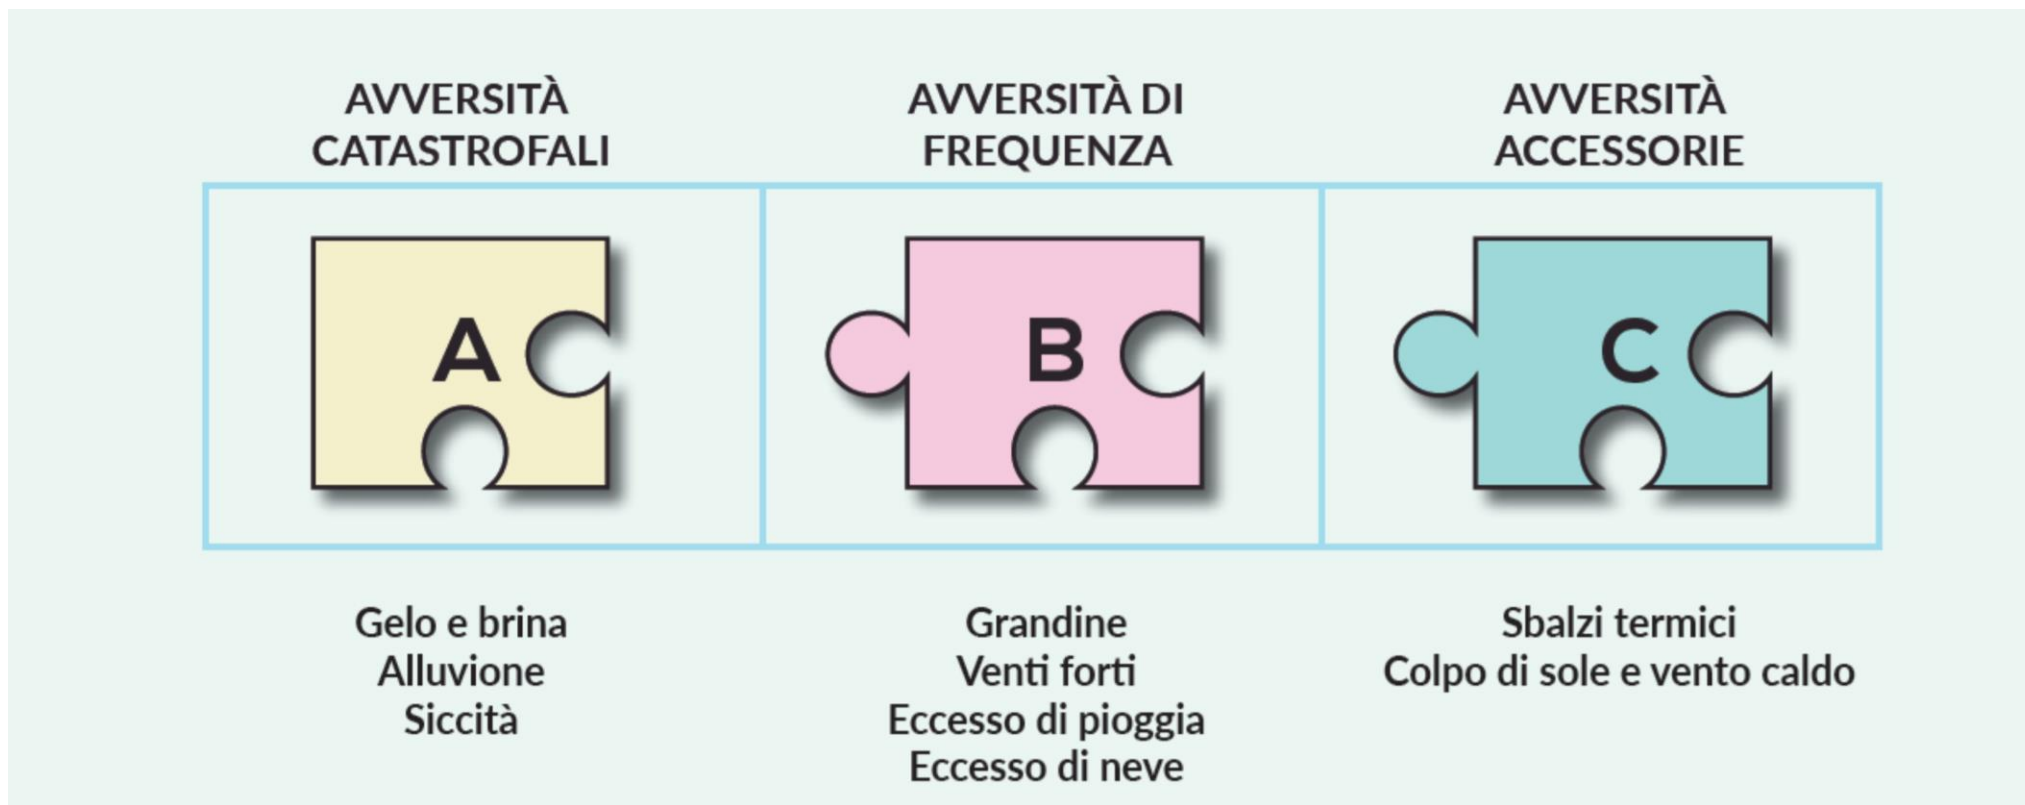 AVVERSITÀ
CATASTROFALI
AVVERSITÀ DI
FREQUENZA
AVVERSITÀ
ACCESSORIE
A
B
C
Gelo e brina
Alluvione
Siccità
Grandine
Venti forti
Eccesso di pioggia
Eccesso di neve
Sbalzi termici
Colpo di sole e vento caldo